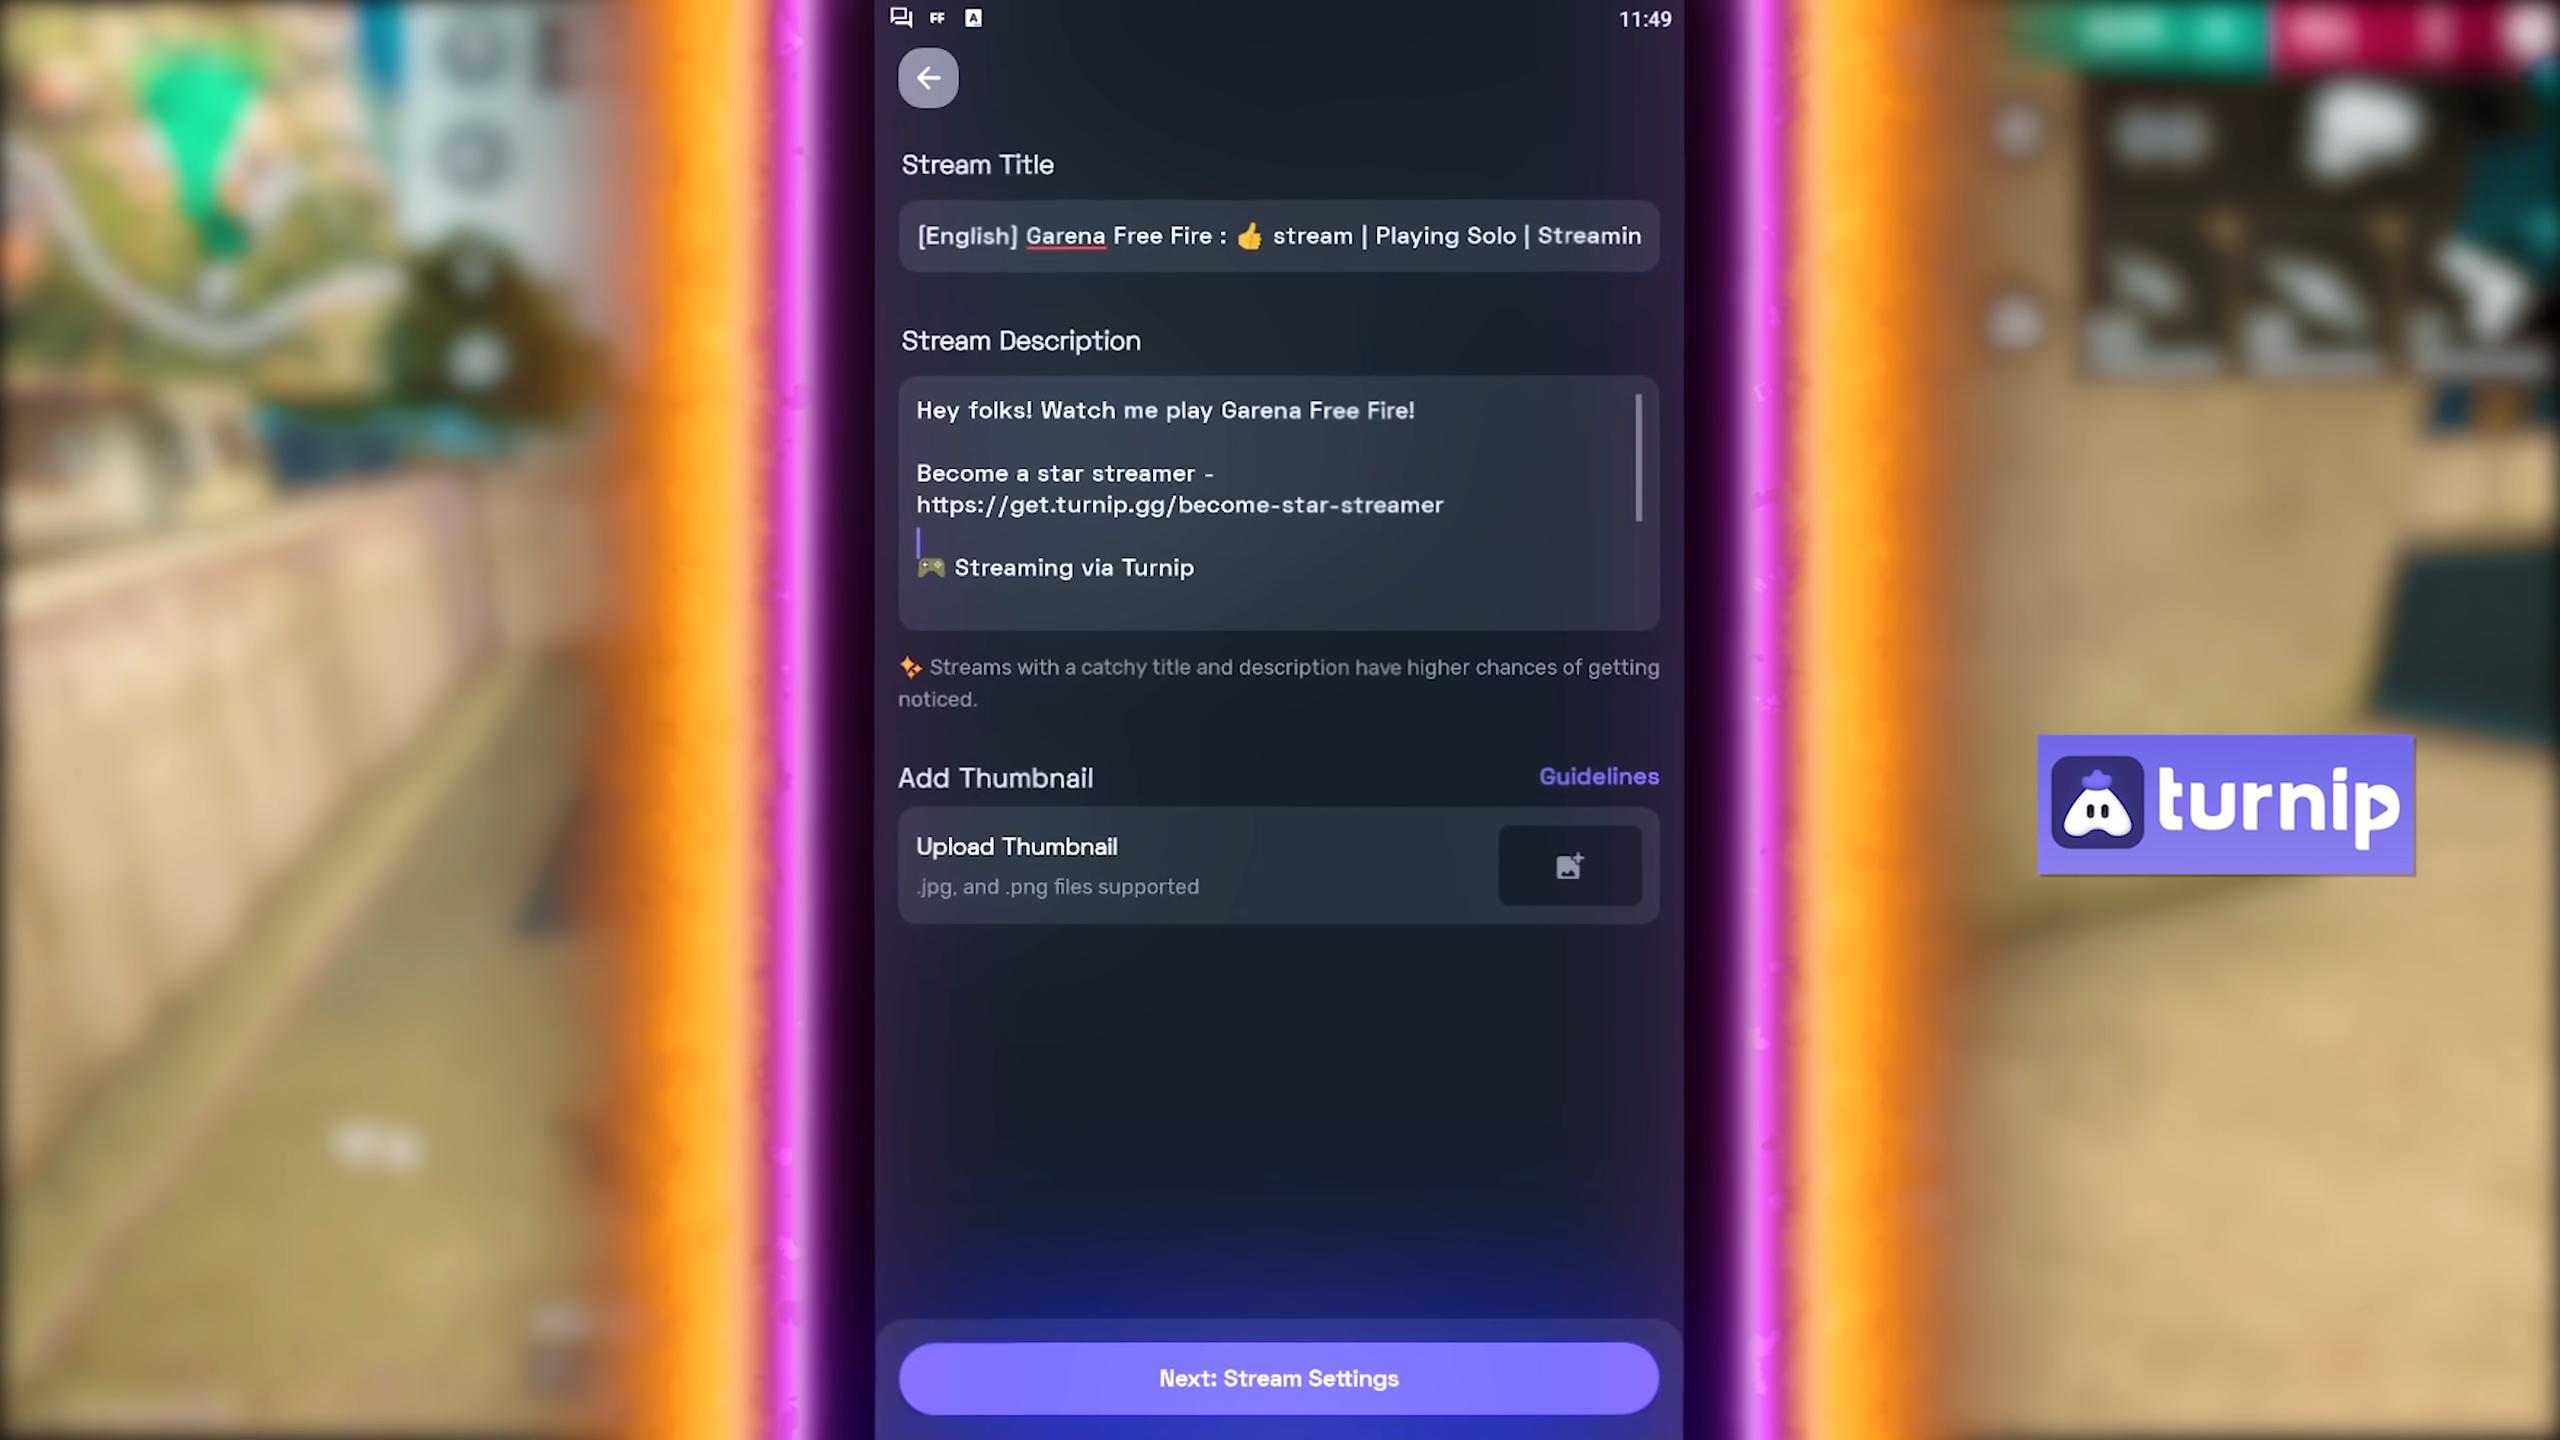 FF A 11:49
Stream Title
[English] Garena Free Fire : 👍 stream | Playing Solo | Streamin
Stream Description
Hey folks! Watch me play Garena Free Fire!
Become a star streamer -
https://get.turnip.gg/become-star-streamer
🎮 Streaming via Turnip
✨ Streams with a catchy title and description have higher chances of getting
noticed.
Add Thumbnail Guidelines
Upload Thumbnail
.jpg, and .png files supported
turnip
Next: Stream Settings